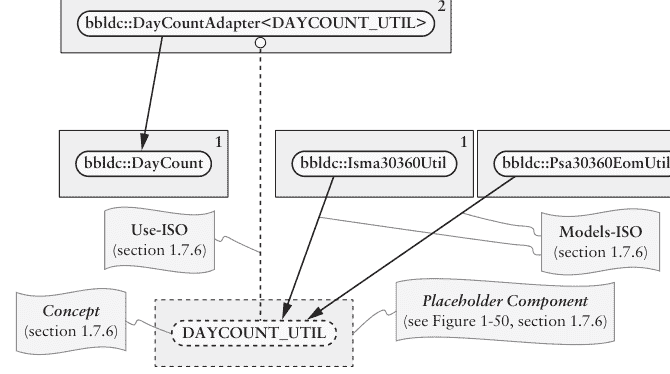 2
bbldc::DayCountAdapter<DAYCOUNT_UTIL>
1
bbldc::DayCount
1
bbldc::Isma30360Util
bbldc::Psa30360EomUtil
Use-ISO
(section 1.7.6)
Models-ISO
(section 1.7.6)
Concept
(section 1.7.6)
DAYCOUNT_UTIL
Placeholder Component
(see Figure 1-50, section 1.7.6)